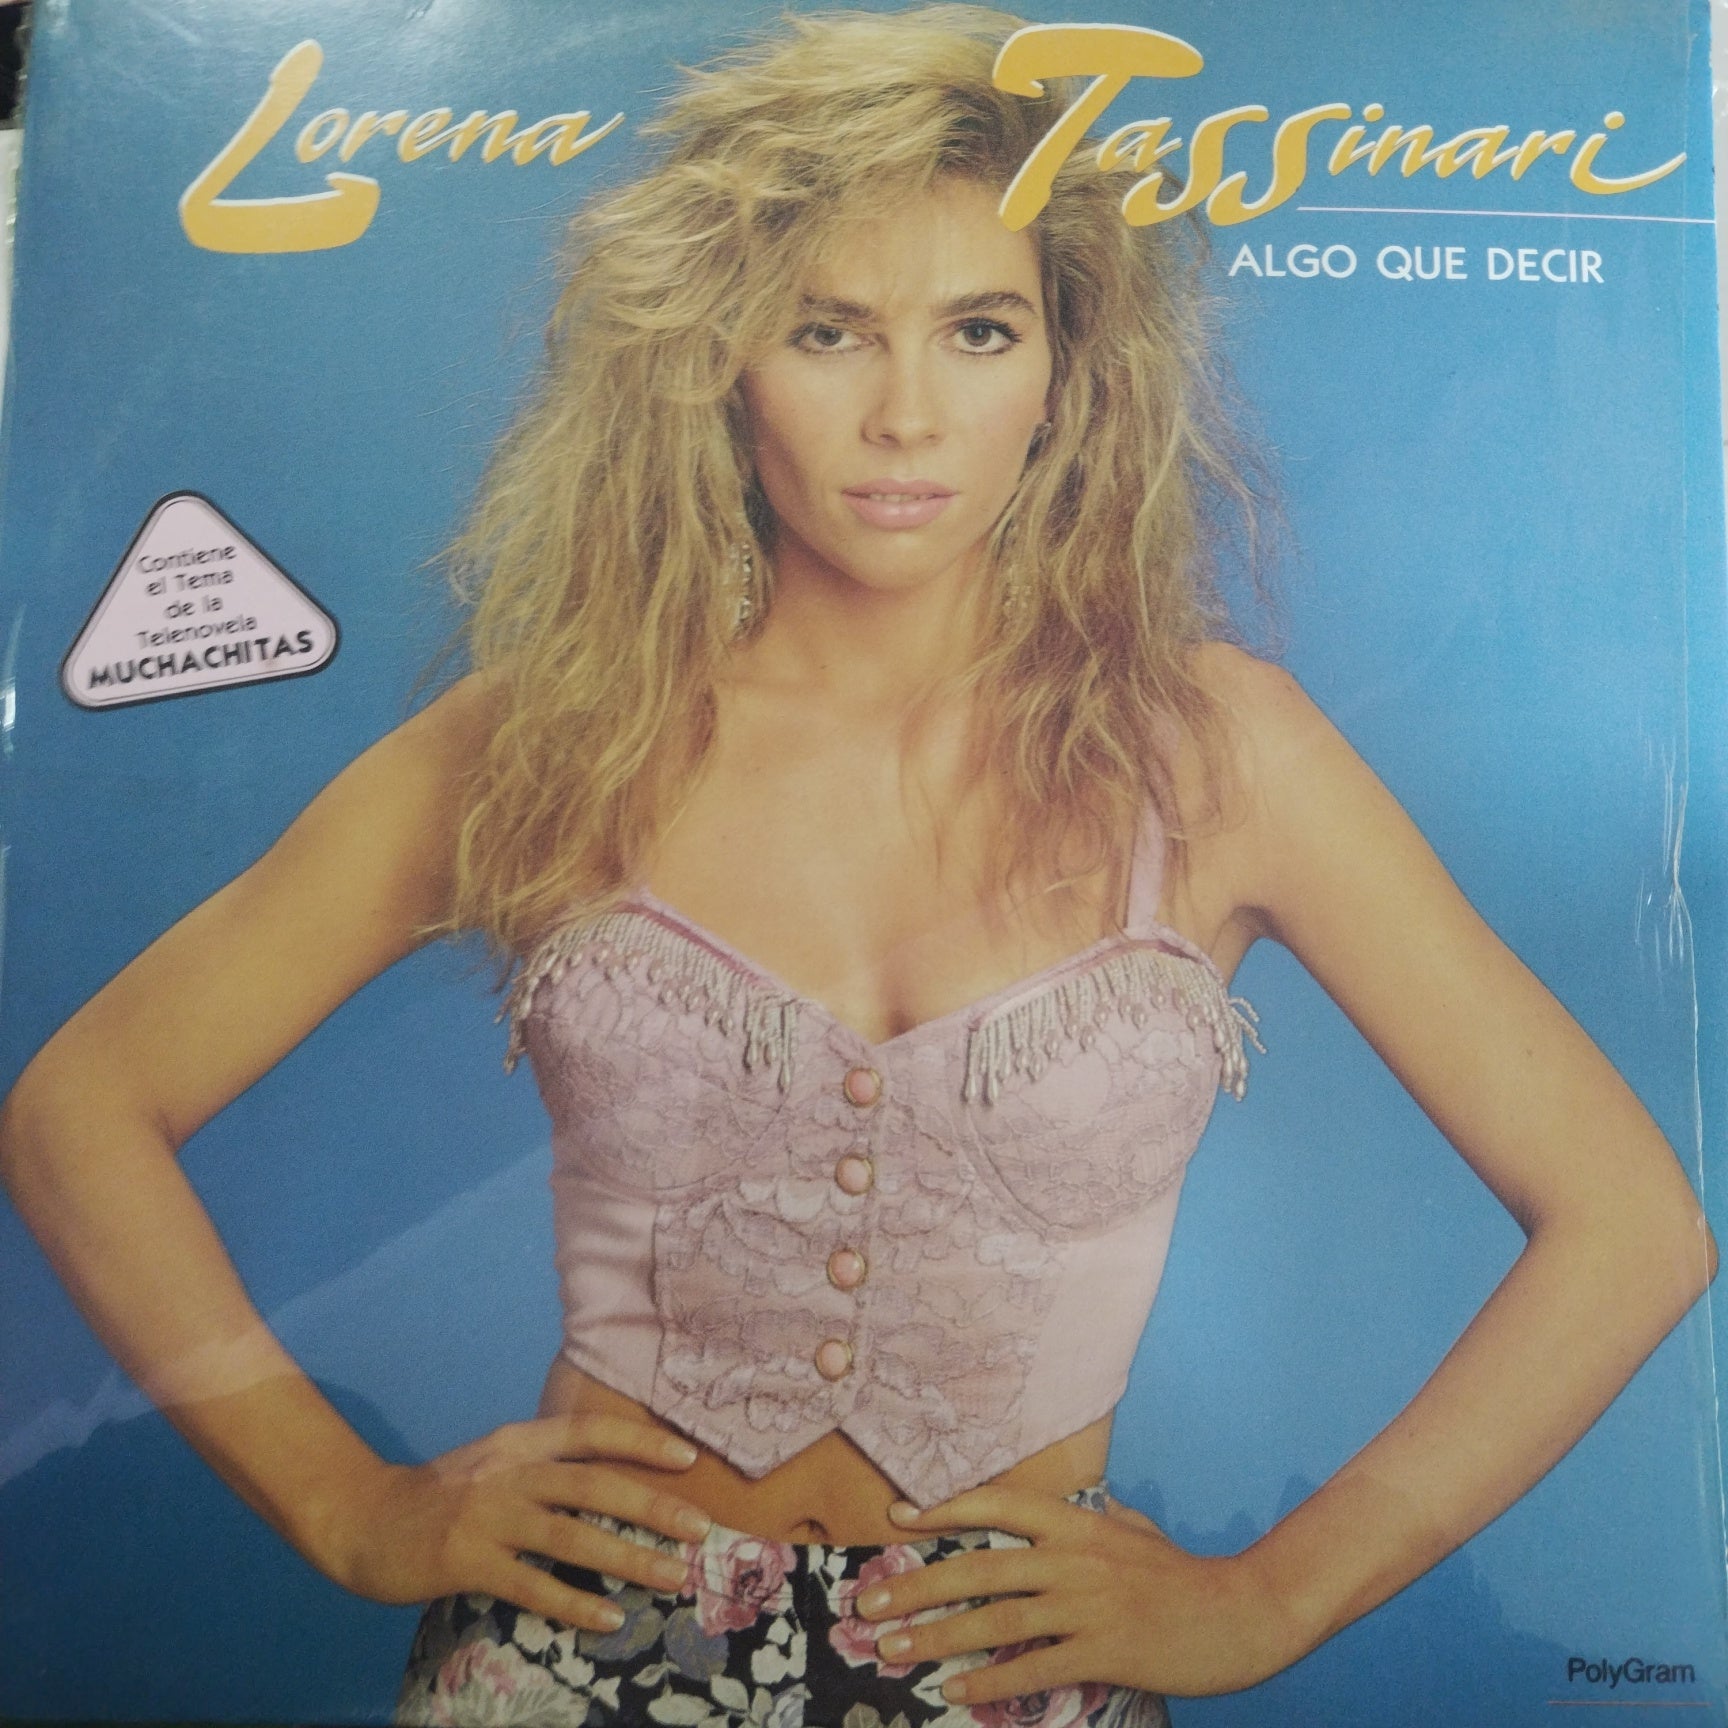 Lorena Tassinari
ALGO QUE DECIR
Contiene
el Tema
de la
Telenovela
MUCHACHITAS
PolyGram